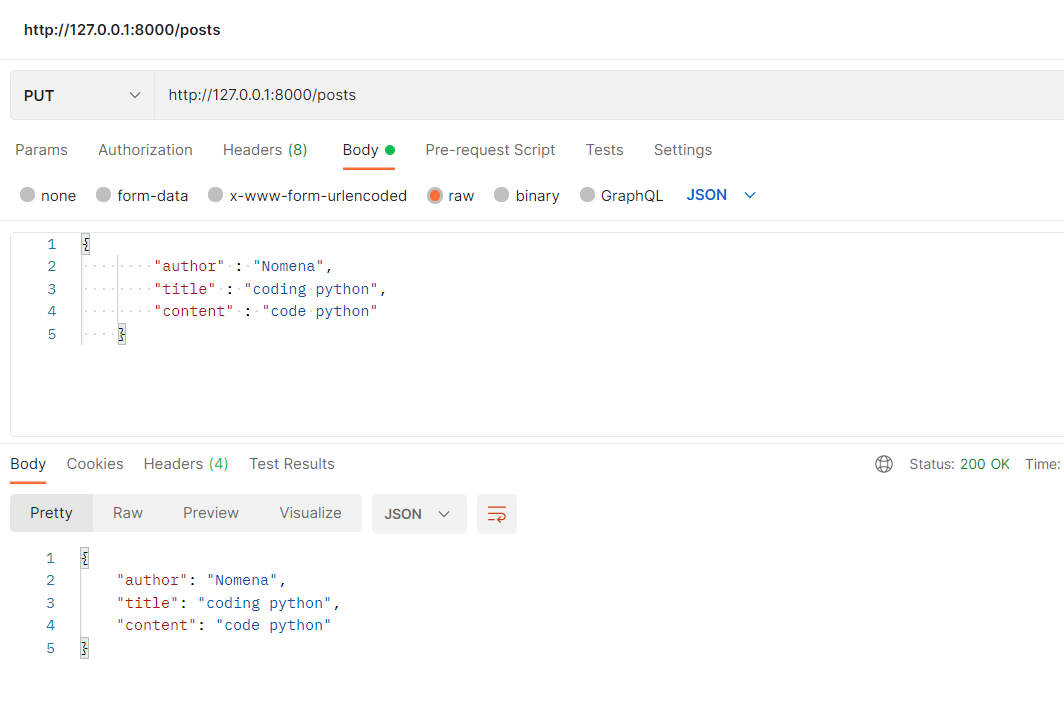 http://127.0.0.1:8000/posts
PUT http://127.0.0.1:8000/posts
Params Authorization Headers (8) Body Pre-request Script Tests Settings
none form-data x-www-form-urlencoded raw binary GraphQL JSON
1 {
2 "author" : "Nomena",
3 "title" : "coding python",
4 "content" : "code python"
5 }
Body Cookies Headers (4) Test Results Status: 200 OK Time:
Pretty Raw Preview Visualize JSON
1 {
2 "author": "Nomena",
3 "title": "coding python",
4 "content": "code python"
5 }